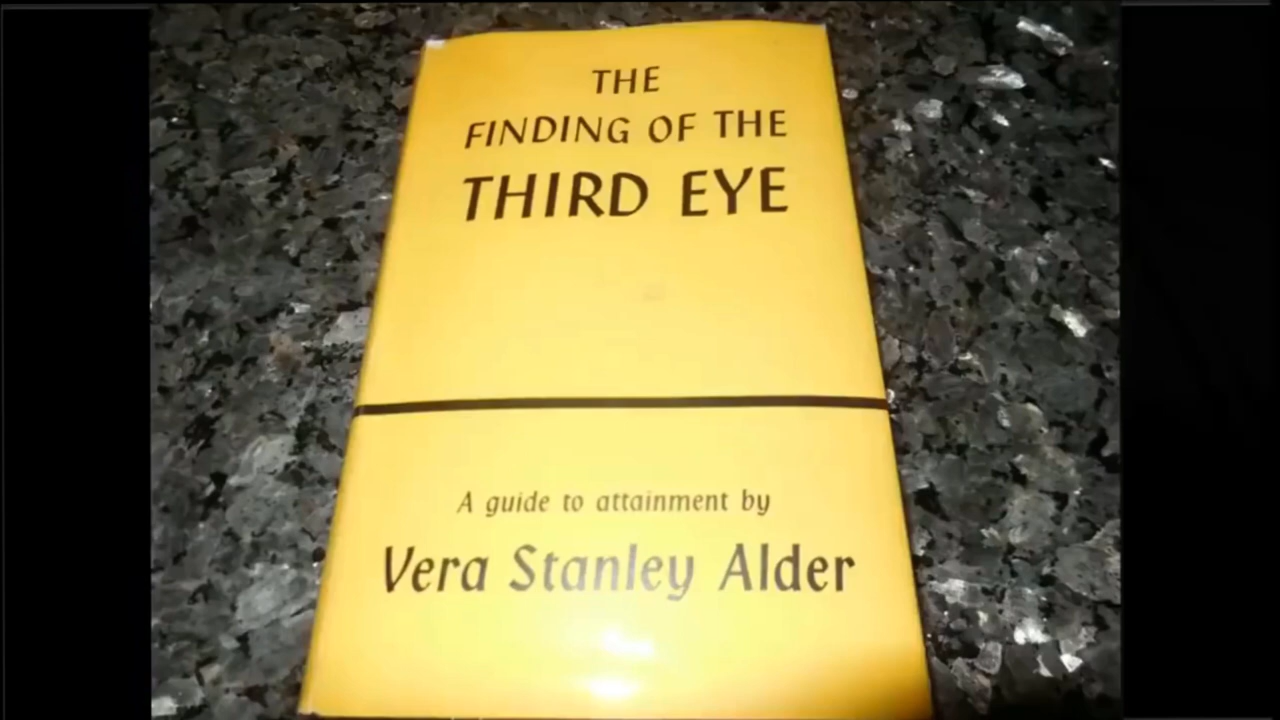 THE
FINDING OF THE
THIRD EYE
A guide to attainment by
Vera Stanley Alder